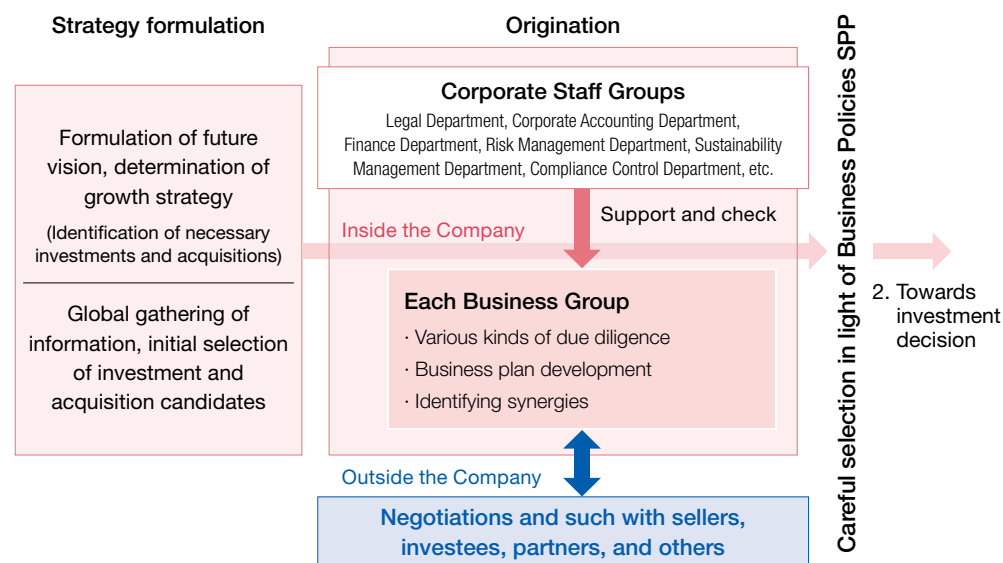 Strategy formulation
Formulation of future
vision, determination of
growth strategy
(Identification of necessary
investments and acquisitions)
Global gathering of
information, initial selection
of investment and
acquisition candidates
Origination
Corporate Staff Groups
Legal Department, Corporate Accounting Department,
Finance Department, Risk Management Department, Sustainability
Management Department, Compliance Control Department, etc.
Support and check
Inside the Company
Each Business Group
· Various kinds of due diligence
· Business plan development
· Identifying synergies
Outside the Company
Negotiations and such with sellers,
investees, partners, and others
Careful selection in light of Business Policies SPP
2. Towards
investment
decision